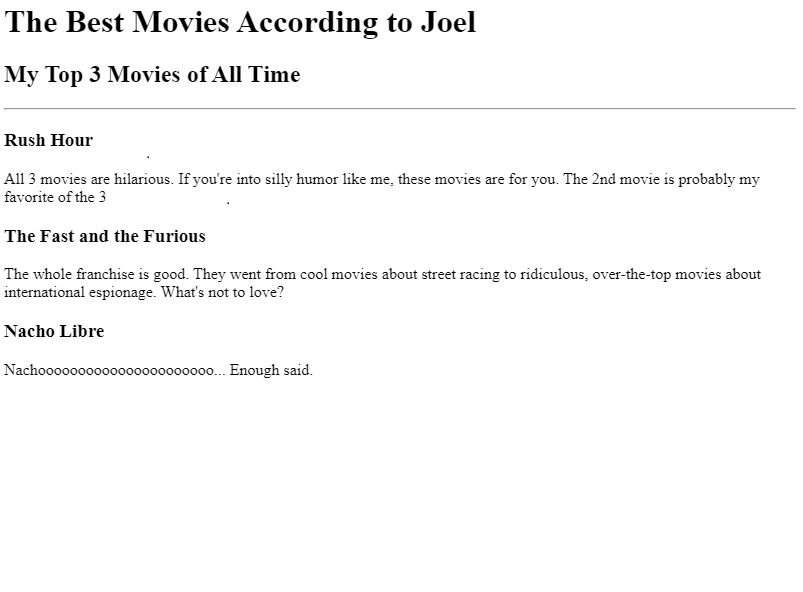 The Best Movies According to Joel
My Top 3 Movies of All Time
Rush Hour
All 3 movies are hilarious. If you're into silly humor like me, these movies are for you. The 2nd movie is probably my
favorite of the 3
The Fast and the Furious
The whole franchise is good. They went from cool movies about street racing to ridiculous, over-the-top movies about
international espionage. What's not to love?
Nacho Libre
Nachoooooooooooooooooooooo... Enough said.